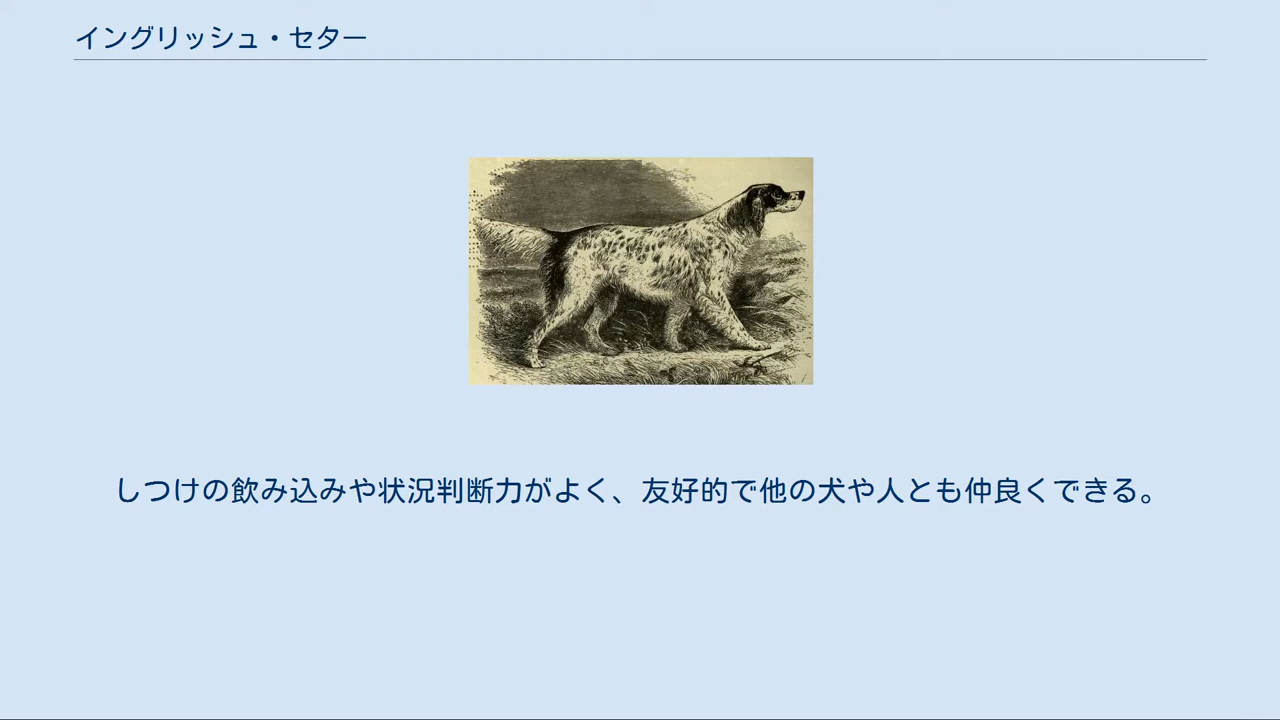 イングリッシュ・セター
しつけの飲み込みや状況判断力がよく、友好的で他の犬や人とも仲良くできる。